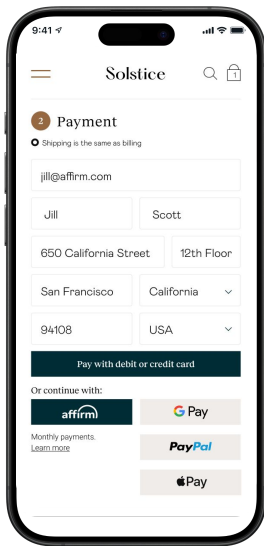 9:41
Solstice
1
2 Payment
Shipping is the same as billing
jill@affirm.com
Jill Scott
650 California Street 12th Floor
San Francisco California
94108 USA
Pay with debit or credit card
Or continue with:
affirm G Pay
Monthly payments.
Learn more
PayPal
Pay